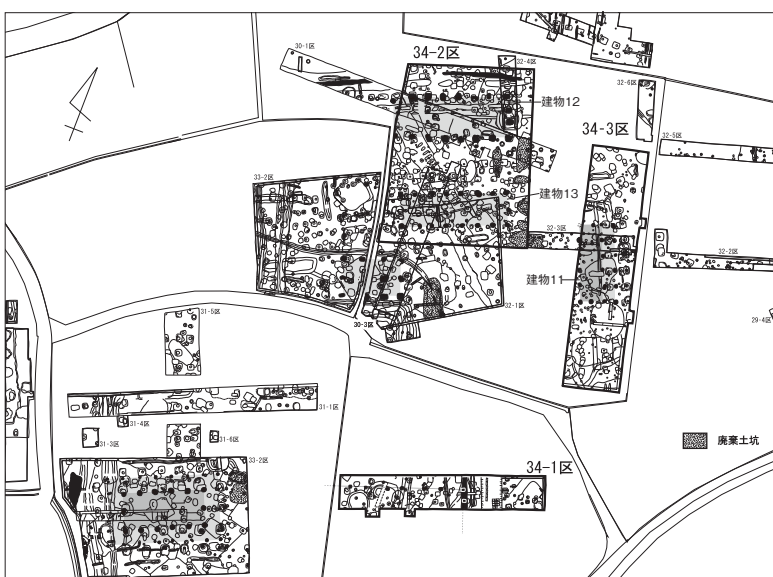 30-1区
34-2区
32-4区
32-6区
建物12
34-3区
32-5区
33-2区
建物13
32-3区
32-2区
建物11
31-5区
32-1区
30-3区
29-4区
31-1区
31-4区
31-3区
31-6区
廃棄土坑
33-2区
34-1区